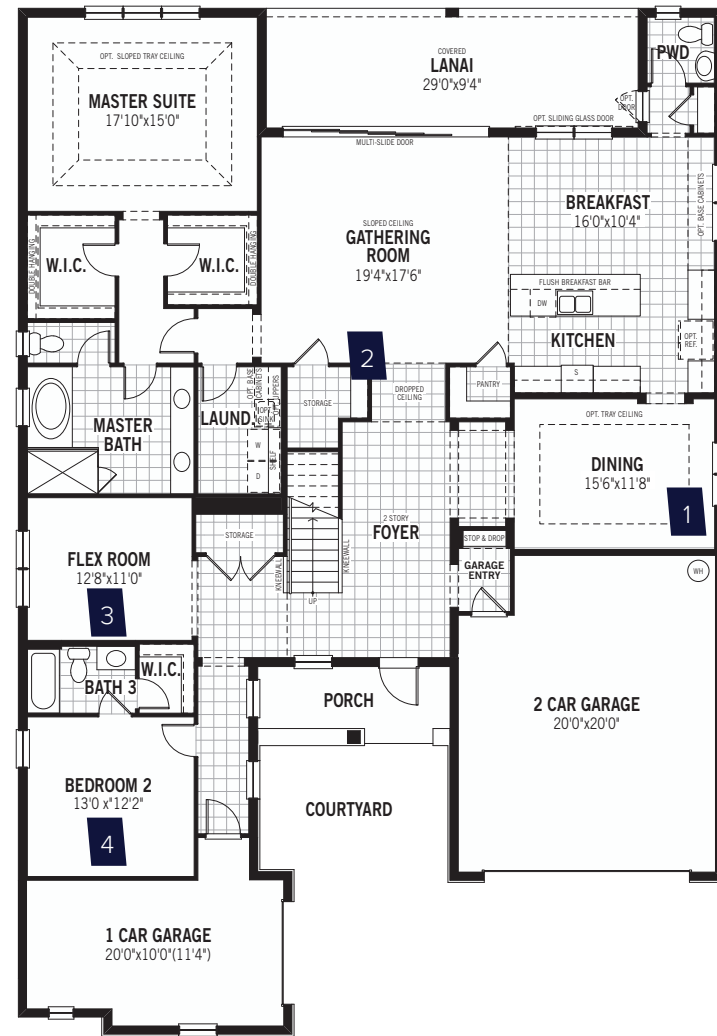 OPT. SLOPED TRAY CEILING
MASTER SUITE
17'10"x15'0"
COVERED
LANAI
29'0"x9'4"
PWD
OPT.
DOOR
MULTI-SLIDE DOOR
OPT. SLIDING GLASS DOOR
DOUBLE HANGING
W.I.C.
W.I.C.
DOUBLE HANGING
SLOPED CEILING
GATHERING
ROOM
19'4"x17'6"
BREAKFAST
16'0"x10'4"
OPT. BASE CABINETS
FLUSH BREAKFAST BAR
DW
KITCHEN
OPT.
REF.
S
2
STORAGE
DROPPED
CEILING
PANTRY
MASTER
BATH
LAUND.
OPT. BASE
CABINETS
OPT.
SINK
OPT. UPPERS
W
D
SHELF
OPT. TRAY CEILING
DINING
15'6"x11'8"
1
2 STORY
FOYER
STOP & DROP
GARAGE
ENTRY
WH
FLEX ROOM
12'8"x11'0"
3
STORAGE
KNEEWALL
KNEEWALL
UP
BATH 3
W.I.C.
PORCH
2 CAR GARAGE
20'0"x20'0"
BEDROOM 2
13'0 x"12'2"
4
COURTYARD
1 CAR GARAGE
20'0"x10'0"(11'4")